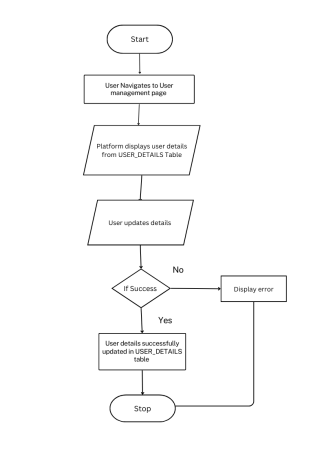 Start
User Navigates to User
management page
Platform displays user details
from USER_DETAILS Table
User updates details
No
If Success
Display error
Yes
User details successfully
updated in USER_DETAILS
table
Stop